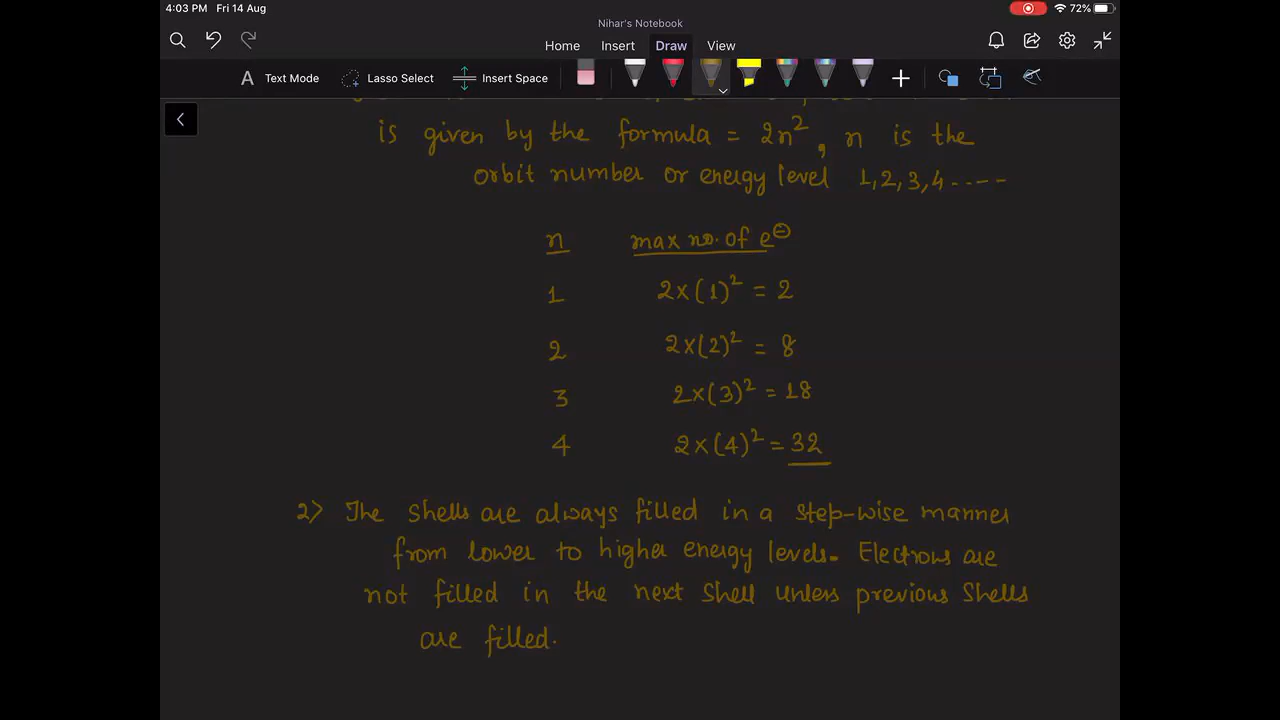 4:03 PM Fri 14 Aug
72%
Nihar's Notebook
Home Insert Draw View
A Text Mode Lasso Select Insert Space
is given by the formula = 2n², n is the
orbit number or energy level 1,2,3,4-----
n max no. of e⊖
1 2×(1)² = 2
2 2×(2)² = 8
3 2×(3)² = 18
4 2×(4)² = 32
2> The shells are always filled in a step-wise manner
from lower to higher energy levels. Electrons are
not filled in the next shell unless previous shells
are filled.